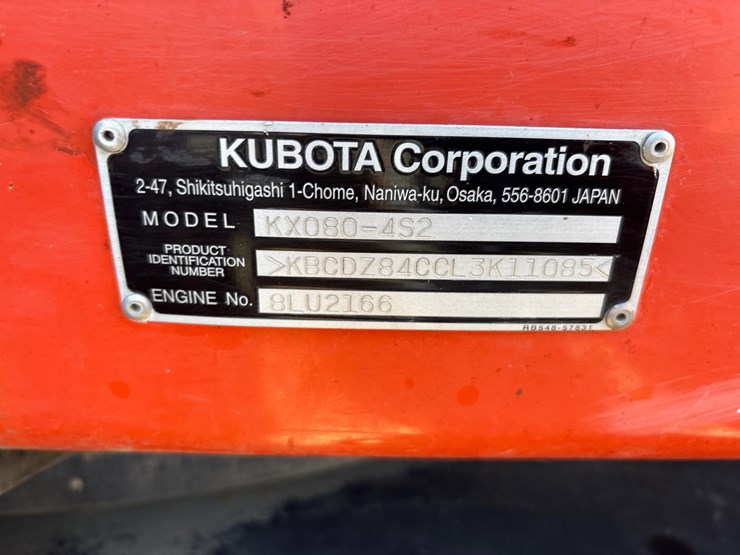 KUBOTA Corporation
2-47, Shikitsuhigashi 1-Chome, Naniwa-ku, Osaka, 556-8601 JAPAN
MODEL KX080-4S2
PRODUCT IDENTIFICATION NUMBER >KBCDZ84CCL3K11085<
ENGINE No. 8LU2166
RB548-57831